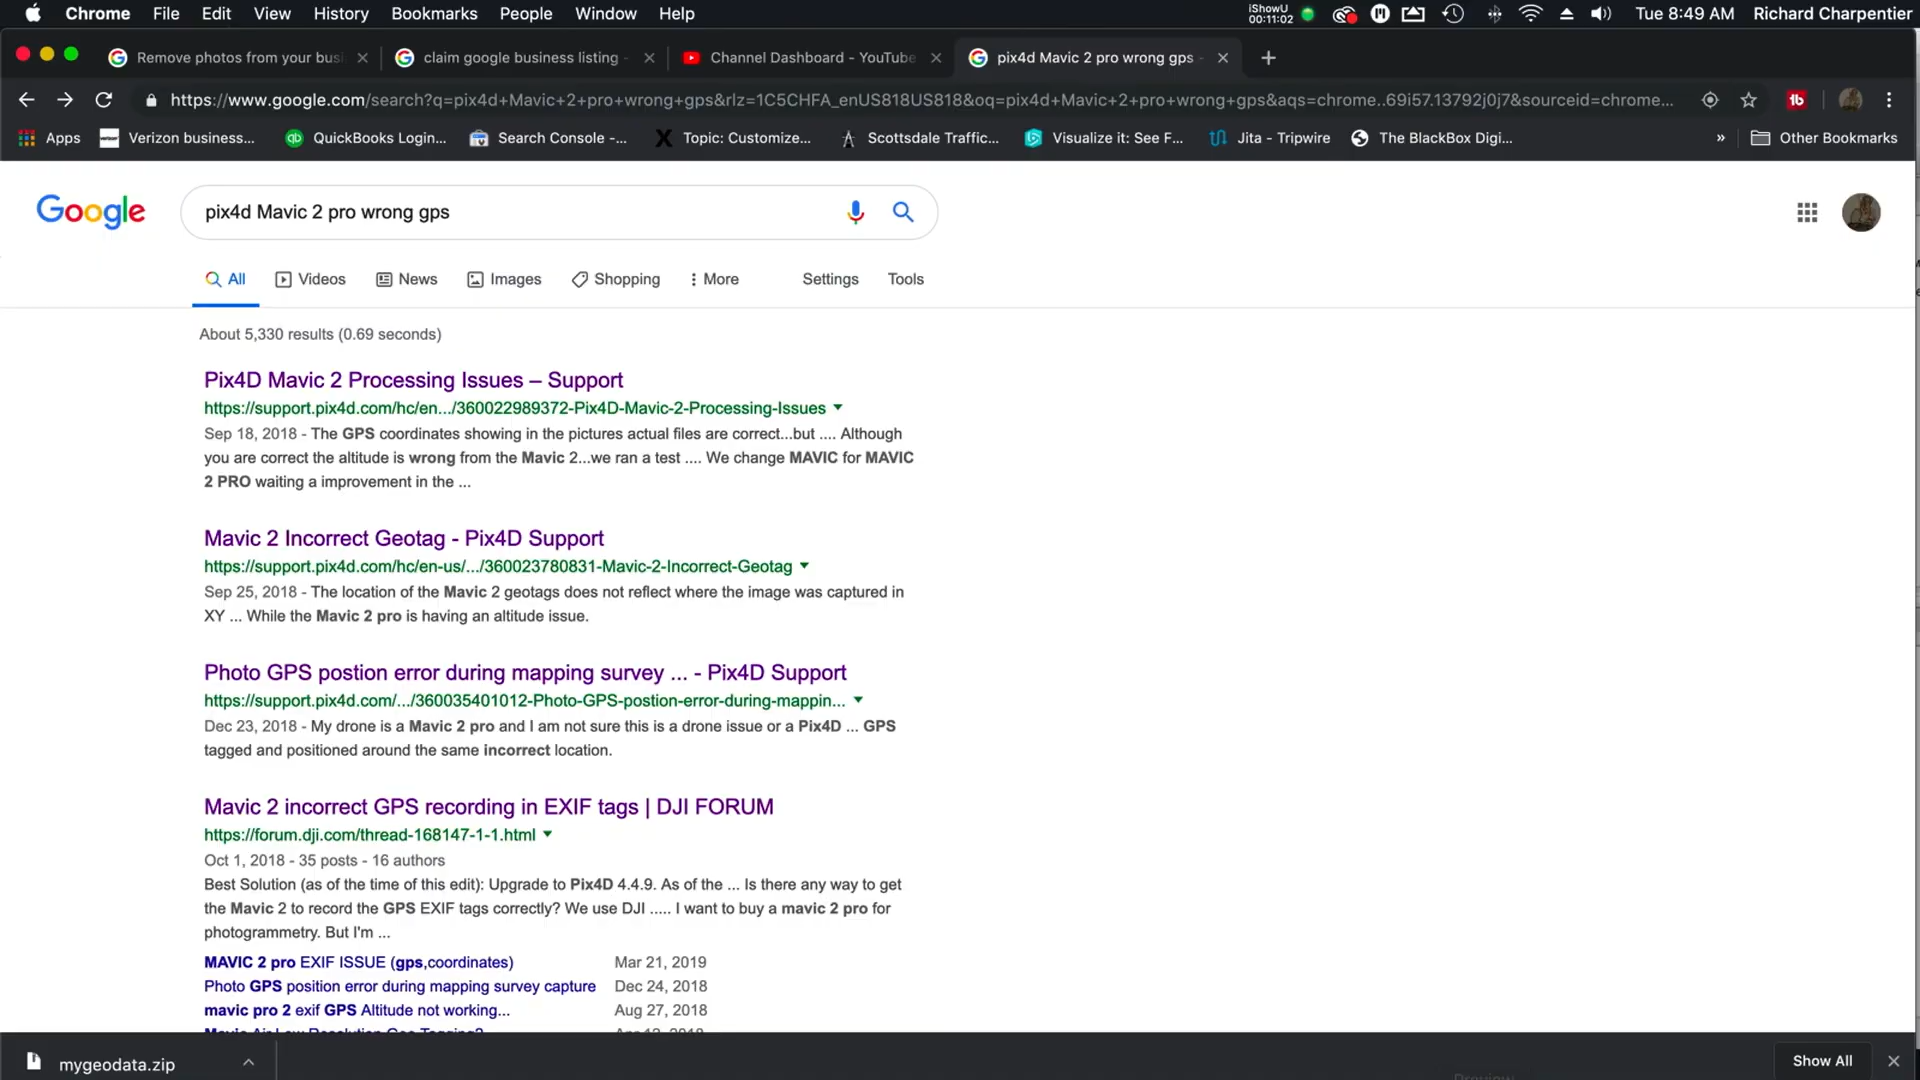 Chrome File Edit View History Bookmarks People Window Help iShowU 00:11:02 Tue 8:49 AM Richard Charpentier
Remove photos from your busi claim google business listing - Channel Dashboard - YouTube pix4d Mavic 2 pro wrong gps -
https://www.google.com/search?q=pix4d+Mavic+2+pro+wrong+gps&rlz=1C5CHFA_enUS818US818&oq=pix4d+Mavic+2+pro+wrong+gps&aqs=chrome..69i57.13792j0j7&sourceid=chrome...
Apps Verizon business... QuickBooks Login... Search Console -... Topic: Customize... Scottsdale Traffic... Visualize it: See F... Jita - Tripwire The BlackBox Digi... » Other Bookmarks
Google pix4d Mavic 2 pro wrong gps
All Videos News Images Shopping More Settings Tools
About 5,330 results (0.69 seconds)
Pix4D Mavic 2 Processing Issues – Support
https://support.pix4d.com/hc/en.../360022989372-Pix4D-Mavic-2-Processing-Issues
Sep 18, 2018 - The GPS coordinates showing in the pictures actual files are correct...but .... Although
you are correct the altitude is wrong from the Mavic 2...we ran a test .... We change MAVIC for MAVIC
2 PRO waiting a improvement in the ...
Mavic 2 Incorrect Geotag - Pix4D Support
https://support.pix4d.com/hc/en-us/.../360023780831-Mavic-2-Incorrect-Geotag
Sep 25, 2018 - The location of the Mavic 2 geotags does not reflect where the image was captured in
XY ... While the Mavic 2 pro is having an altitude issue.
Photo GPS postion error during mapping survey ... - Pix4D Support
https://support.pix4d.com/.../360035401012-Photo-GPS-postion-error-during-mappin...
Dec 23, 2018 - My drone is a Mavic 2 pro and I am not sure this is a drone issue or a Pix4D ... GPS
tagged and positioned around the same incorrect location.
Mavic 2 incorrect GPS recording in EXIF tags | DJI FORUM
https://forum.dji.com/thread-168147-1-1.html
Oct 1, 2018 - 35 posts - 16 authors
Best Solution (as of the time of this edit): Upgrade to Pix4D 4.4.9. As of the ... Is there any way to get
the Mavic 2 to record the GPS EXIF tags correctly? We use DJI ..... I want to buy a mavic 2 pro for
photogrammetry. But I'm ...
MAVIC 2 pro EXIF ISSUE (gps,coordinates) Mar 21, 2019
Photo GPS position error during mapping survey capture Dec 24, 2018
mavic pro 2 exif GPS Altitude not working... Aug 27, 2018
Mavic Air Low Resolution Geo Tagging?
mygeodata.zip Show All